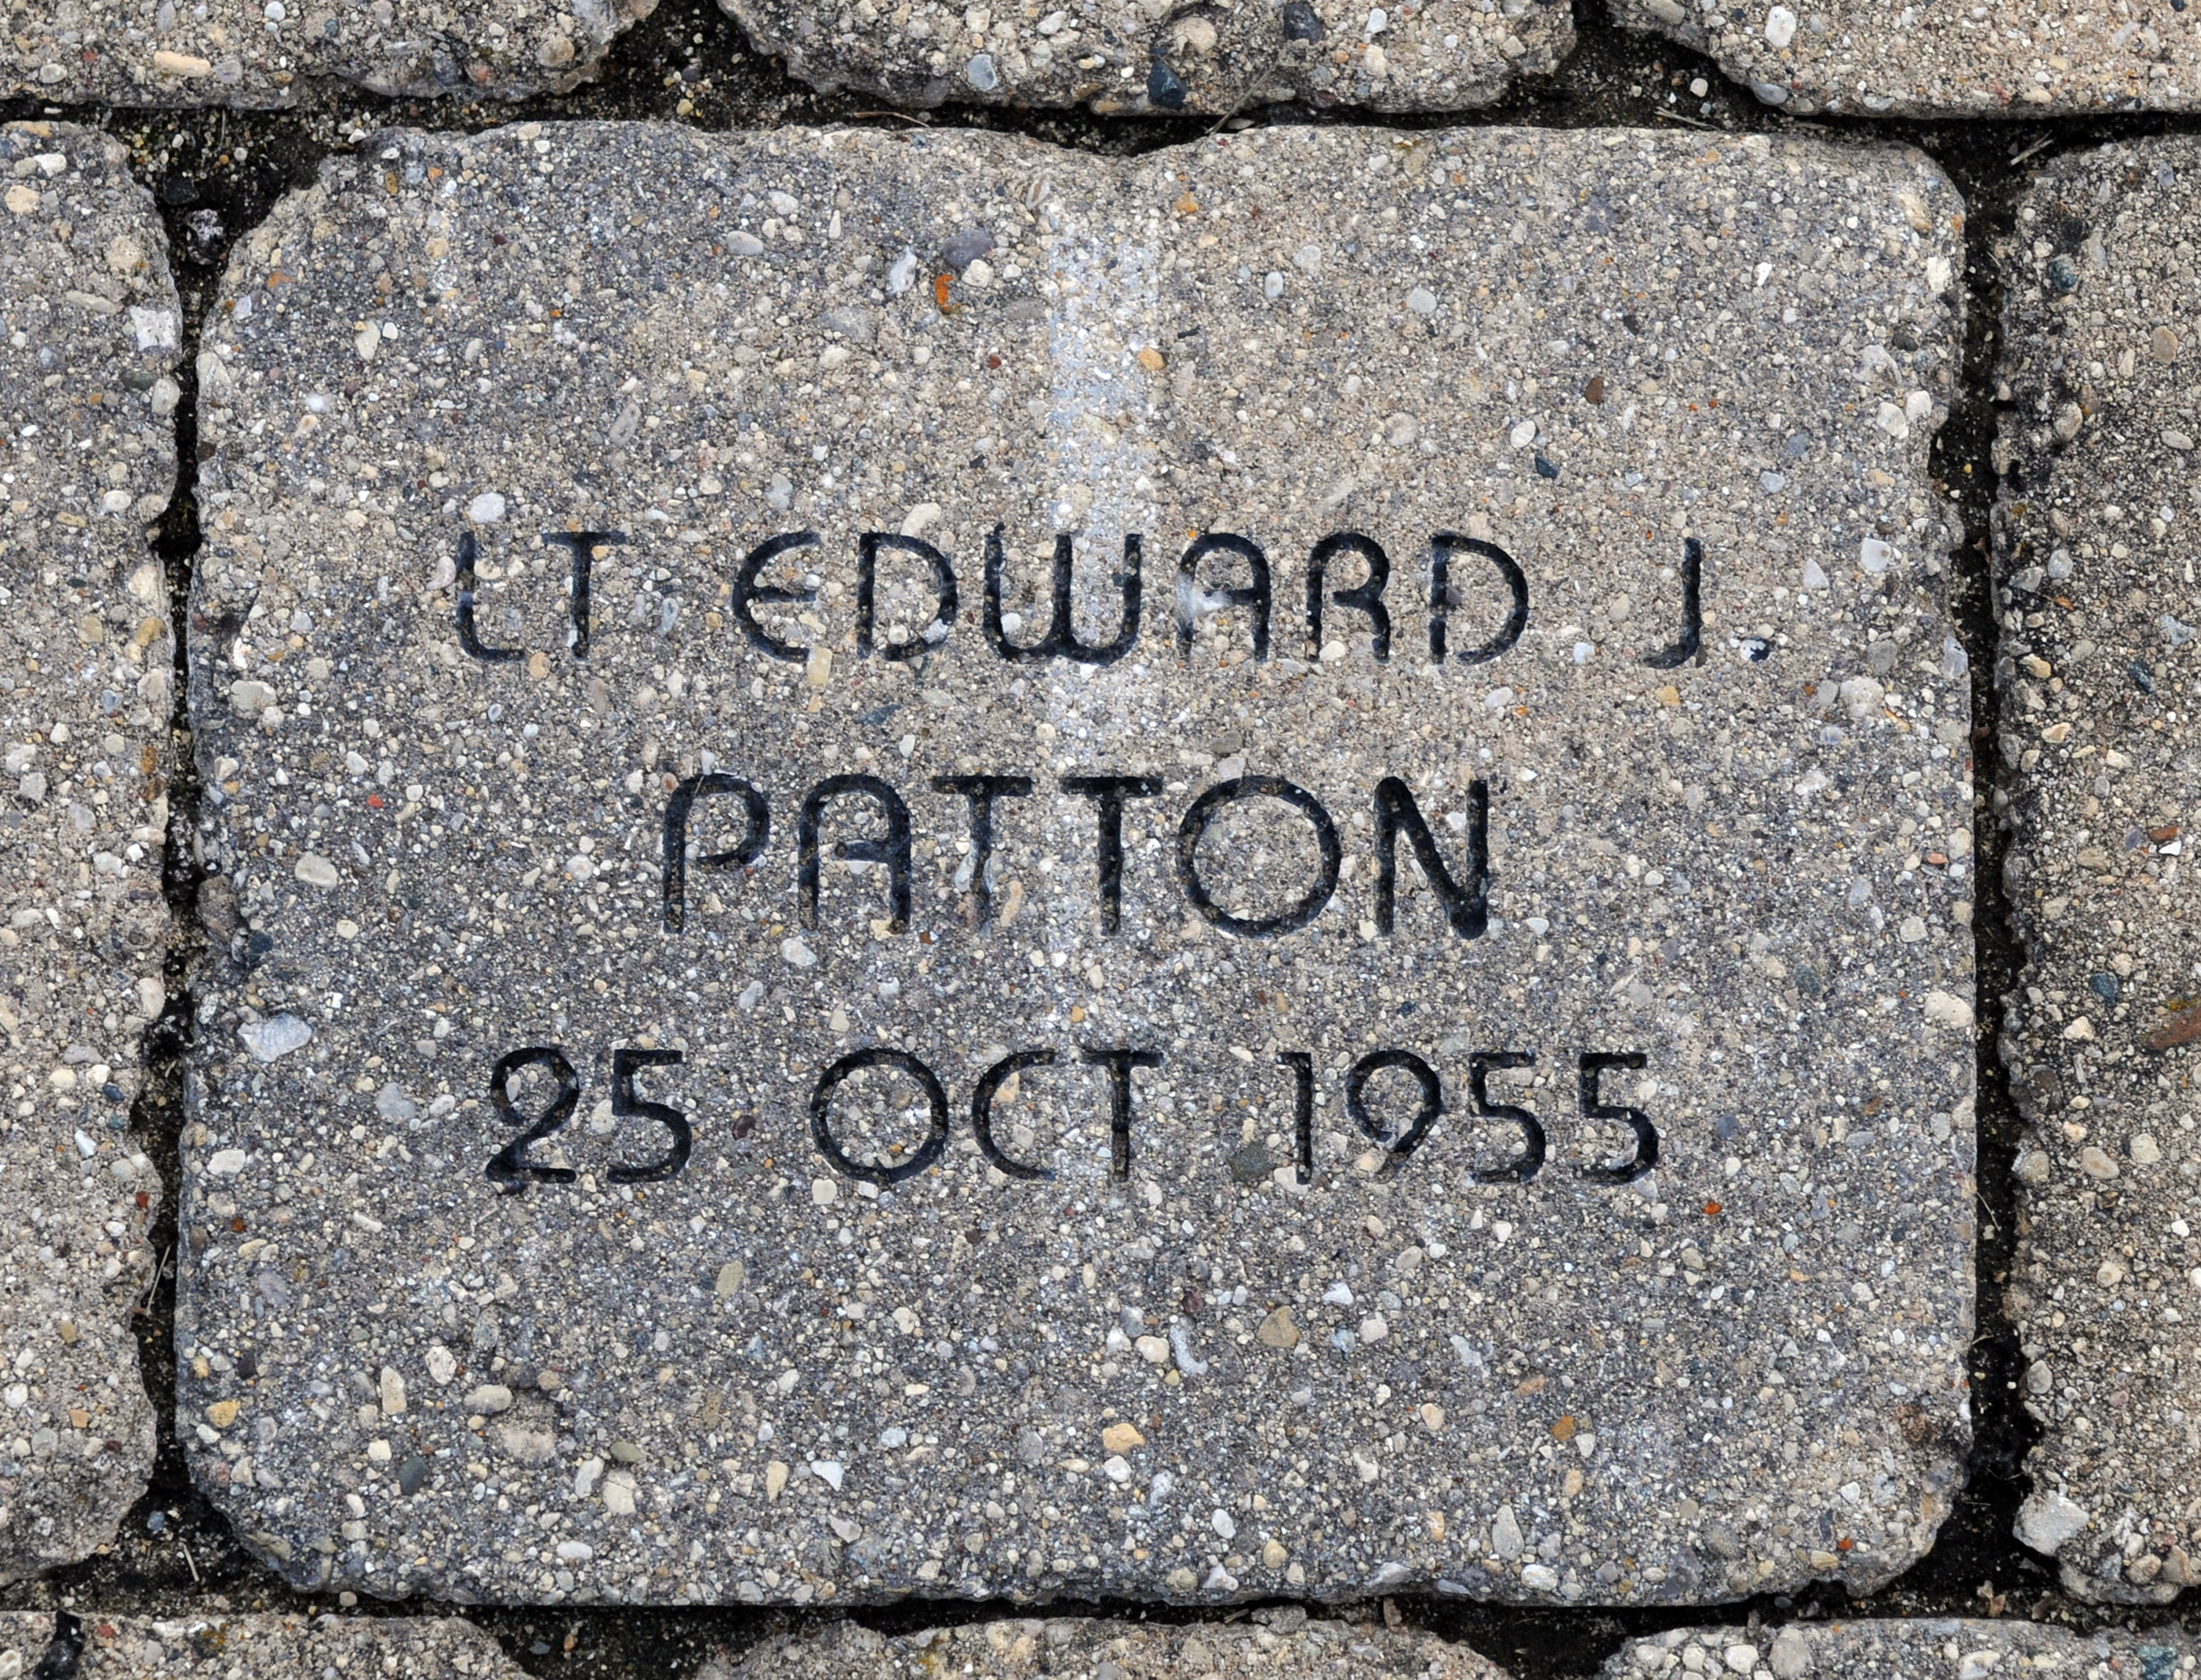 LT EDWARD J.
PATTON
25 OCT 1955